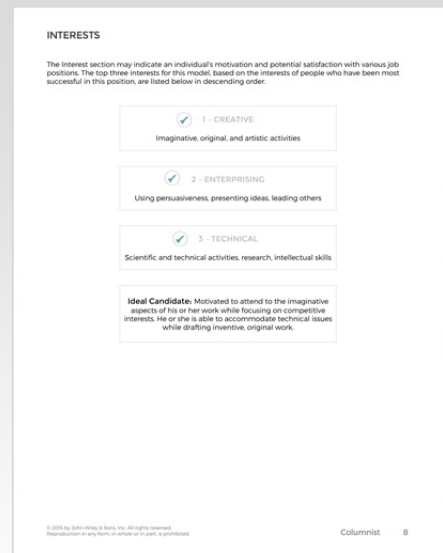 INTERESTS
The Interest section may indicate an individual's motivation and potential satisfaction with various job
positions. The top three interests for this model, based on the interests of people who have been most
successful in this position, are listed below in descending order.
1 – CREATIVE
Imaginative, original, and artistic activities
2 – ENTERPRISING
Using persuasiveness, presenting ideas, leading others
3 – TECHNICAL
Scientific and technical activities, research, intellectual skills
Ideal Candidate: Motivated to attend to the imaginative
aspects of his or her work while focusing on competitive
interests. He or she is able to accommodate technical issues
while drafting inventive, original work.
© 2015 by John Wiley & Sons, Inc. All rights reserved.
Reproduction in any form, in whole or in part, is prohibited.
Columnist 8